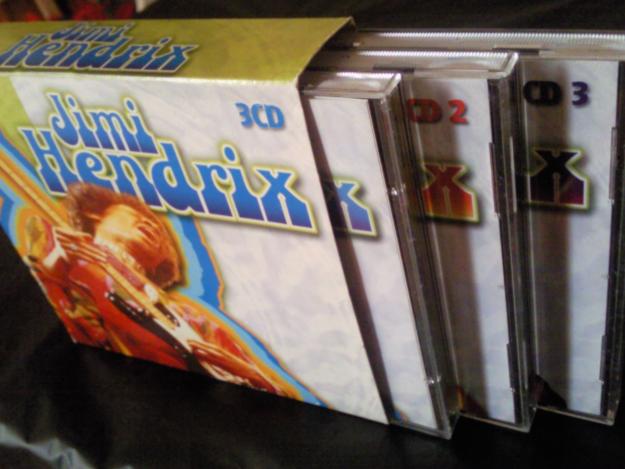 Jimi
Hendrix
Jimi
Hendrix
3CD
x
CD 2
x
CD 3
x